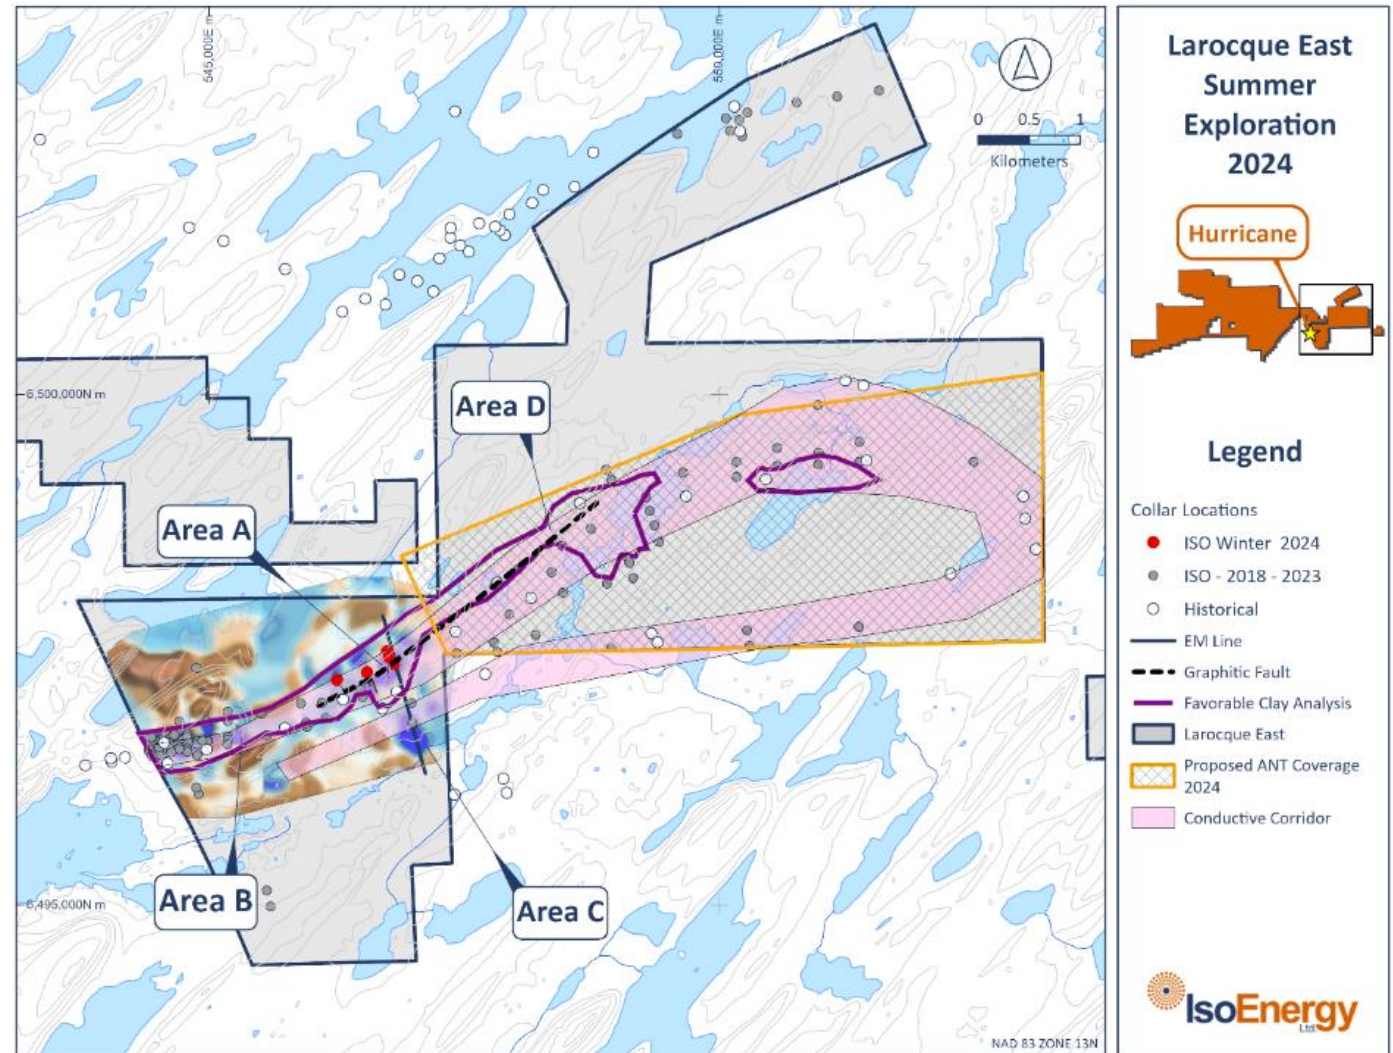 545,000E m
550,000E m
0 0.5 1
Kilometers
6,500,000N m
Area D
Area A
Area B
Area C
6,495,000N m
NAD 83 ZONE 13N
Larocque East
Summer
Exploration
2024
Hurricane
Legend
Collar Locations
ISO Winter 2024
ISO - 2018 - 2023
Historical
EM Line
Graphitic Fault
Favorable Clay Analysis
Larocque East
Proposed ANT Coverage
2024
Conductive Corridor
IsoEnergy
Ltd.